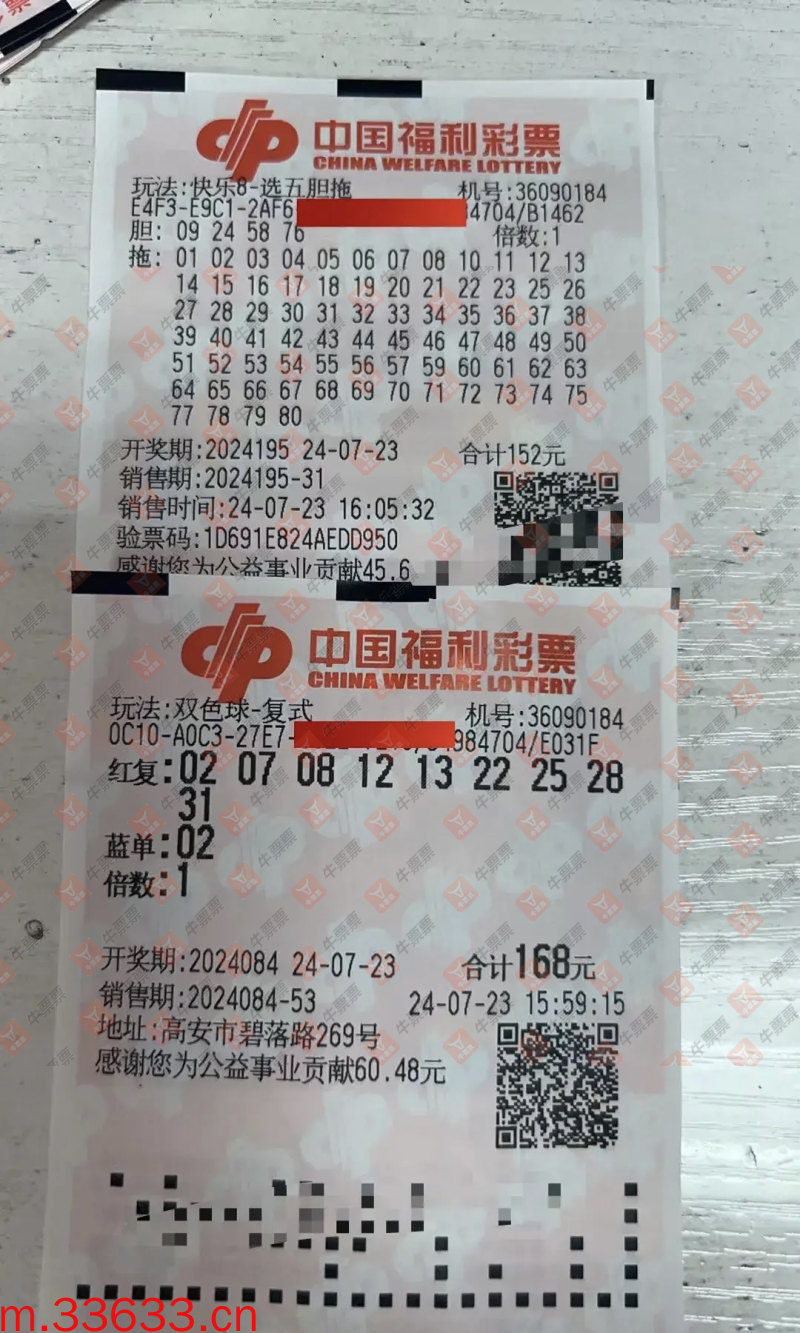 中国福利彩票
CHINA WELFARE LOTTERY
玩法:快乐8-选五胆拖 机号:36090184
E4F3-E9C1-2AF6 84704/B1462
胆: 09 24 58 76 倍数:1
拖: 01 02 03 04 05 06 07 08 10 11 12 13
14 15 16 17 18 19 20 21 22 23 25 26
27 28 29 30 31 32 33 34 35 36 37 38
39 40 41 42 43 44 45 46 47 48 49 50
51 52 53 54 55 56 57 59 60 61 62 63
64 65 66 67 68 69 70 71 72 73 74 75
77 78 79 80
开奖期:2024195 24-07-23 合计152元
销售期:2024195-31
销售时间:24-07-23 16:05:32
验票码:1D691E824AEDD950
感谢您为公益事业贡献45.6
中国福利彩票
CHINA WELFARE LOTTERY
玩法:双色球-复式 机号:36090184
0C10-A0C3-27E7- 984704/E031F
红复:02 07 08 12 13 22 25 28
31
蓝单:02
倍数:1
开奖期:2024084 24-07-23 合计168元
销售期:2024084-53 24-07-23 15:59:15
地址:高安市碧落路269号
感谢您为公益事业贡献60.48元
m.33633.cn
牛票票